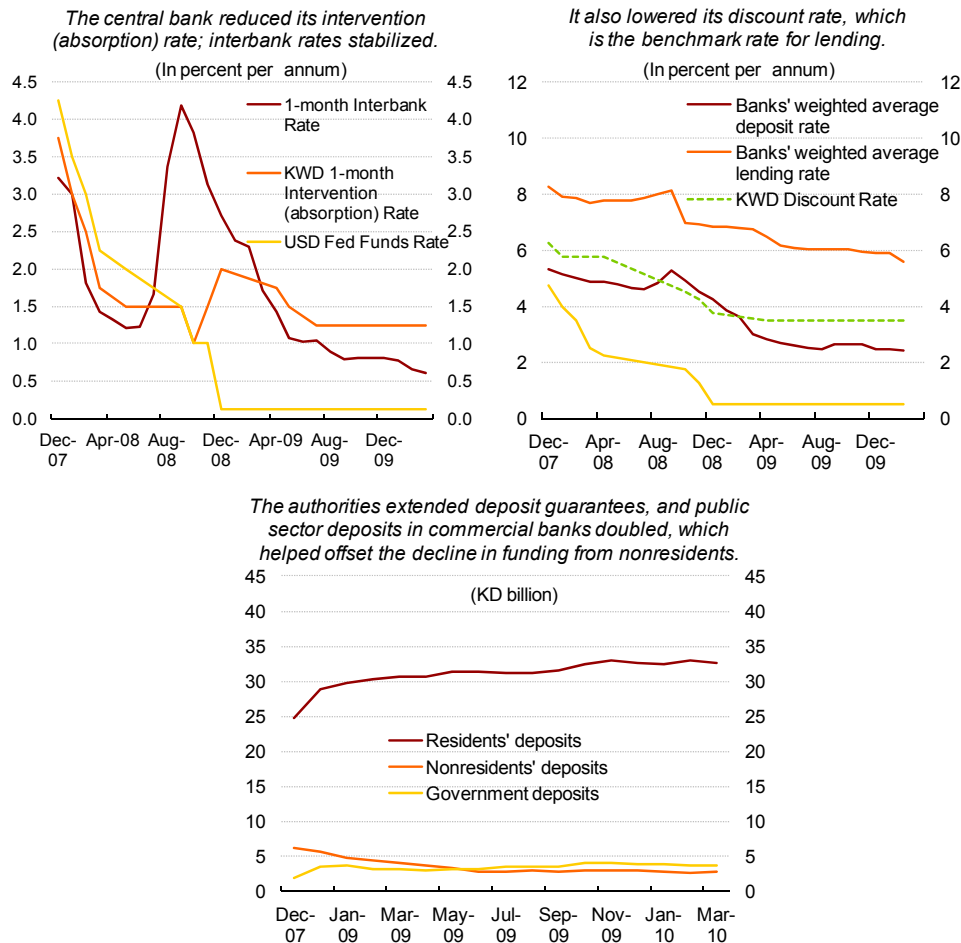 The central bank reduced its intervention
(absorption) rate; interbank rates stabilized.
(In percent per annum)
4.5
4.0
3.5
3.0
2.5
2.0
1.5
1.0
0.5
0.0
4.5
4.0
3.5
3.0
2.5
2.0
1.5
1.0
0.5
0.0
1-month Interbank
Rate
KWD 1-month
Intervention
(absorption) Rate
USD Fed Funds Rate
Dec-
07
Apr-08
Aug-
08
Dec-
08
Apr-09
Aug-
09
Dec-
09
It also lowered its discount rate, which
is the benchmark rate for lending.
(In percent per annum)
12
10
8
6
4
2
0
12
10
8
6
4
2
0
Banks' weighted average
deposit rate
Banks' weighted average
lending rate
KWD Discount Rate
Dec-
07
Apr-
08
Aug-
08
Dec-
08
Apr-
09
Aug-
09
Dec-
09
The authorities extended deposit guarantees, and public
sector deposits in commercial banks doubled, which
helped offset the decline in funding from nonresidents.
(KD billion)
45
40
35
30
25
20
15
10
5
0
45
40
35
30
25
20
15
10
5
0
Residents' deposits
Nonresidents' deposits
Government deposits
Dec-
07
Jan-
09
Mar-
09
May-
09
Jul-
09
Sep-
09
Nov-
09
Jan-
10
Mar-
10